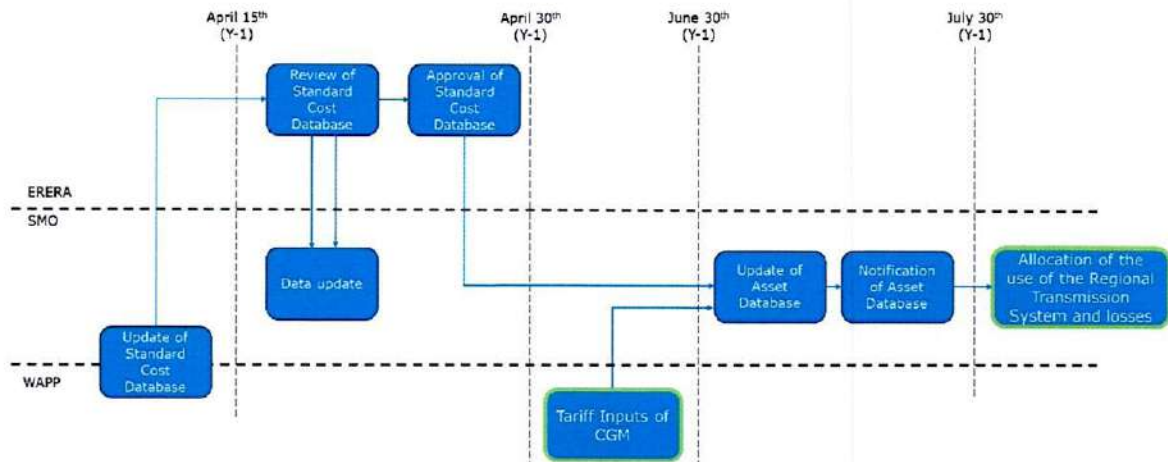 April 15th
(Y-1)
April 30th
(Y-1)
June 30th
(Y-1)
July 30th
(Y-1)
Review of
Standard
Cost
Database
Approval of
Standard
Cost
Database
ERERA
SMO
Data update
Update of
Asset
Database
Notification
of Asset
Database
Allocation of the
use of the Regional
Transmission
System and losses
Update of
Standard
Cost
Database
WAPP
Tariff Inputs of
CGM